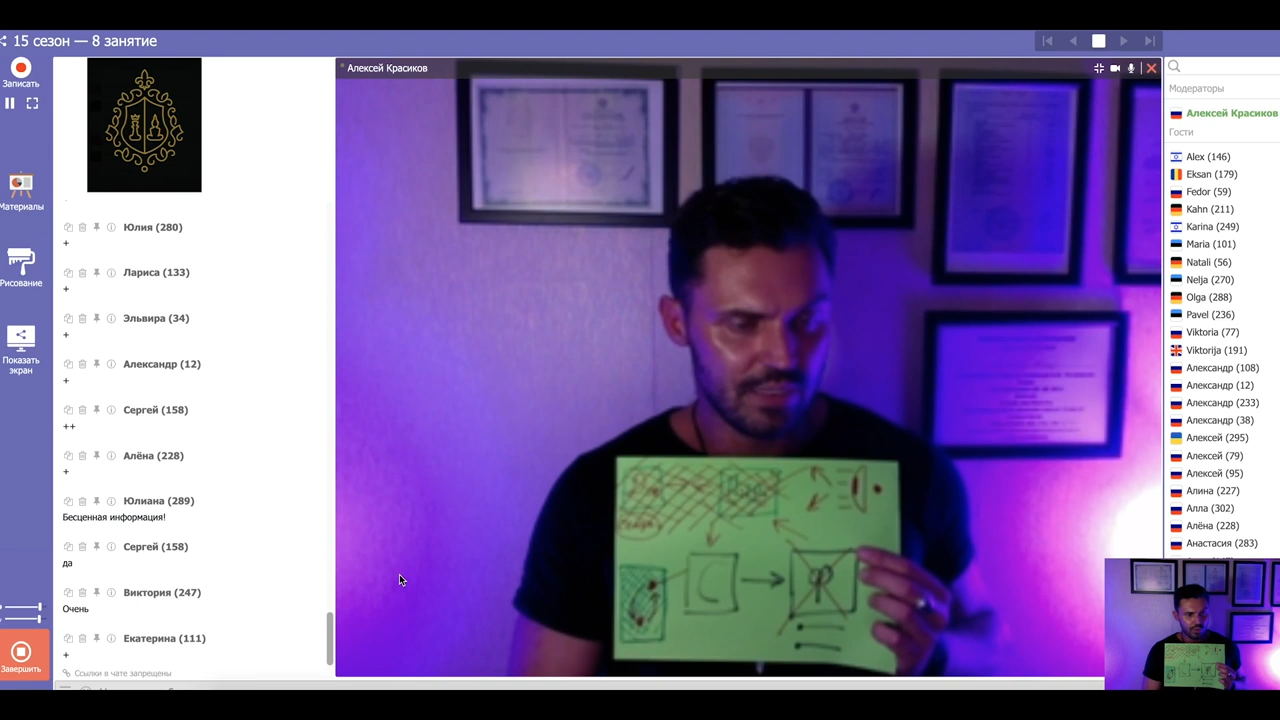 15 сезон — 8 занятие
Записать
Материалы
Рисование
Показать
экран
Завершить
Юлия (280)
+
Лариса (133)
+
Эльвира (34)
+
Александр (12)
+
Сергей (158)
++
Алёна (228)
+
Юлиана (289)
Бесценная информация!
Сергей (158)
да
Виктория (247)
Очень
Екатерина (111)
+
Ссылки в чате запрещены
Алексей Красиков
Модераторы
Алексей Красиков
Гости
Alex (146)
Eksan (179)
Fedor (59)
Kahn (211)
Karina (249)
Maria (101)
Natali (56)
Nelja (270)
Olga (288)
Pavel (236)
Viktoria (77)
Viktorija (191)
Александр (108)
Александр (12)
Александр (233)
Александр (38)
Алексей (295)
Алексей (79)
Алексей (95)
Алина (227)
Алла (302)
Алёна (228)
Анастасия (283)